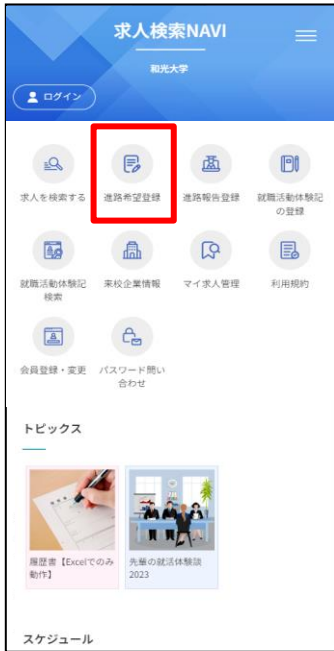 求人検索NAVI
和光大学
ログイン
求人を検索する
進路希望登録
進路報告登録
就職活動体験記
の登録
就職活動体験記
検索
来校企業情報
マイ求人管理
利用規約
会員登録・変更
パスワード問い
合わせ
トピックス
履歴書【Excelでのみ
動作】
先輩の就活体験談
2023
スケジュール